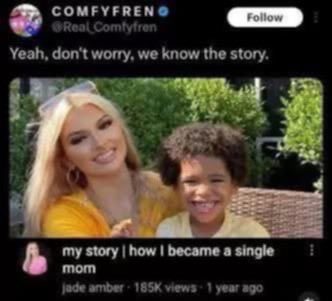 COMFYFREN
@Real_Comfyfren
Follow
Yeah, don't worry, we know the story.
my story | how I became a single
mom
jade amber · 185K views · 1 year ago